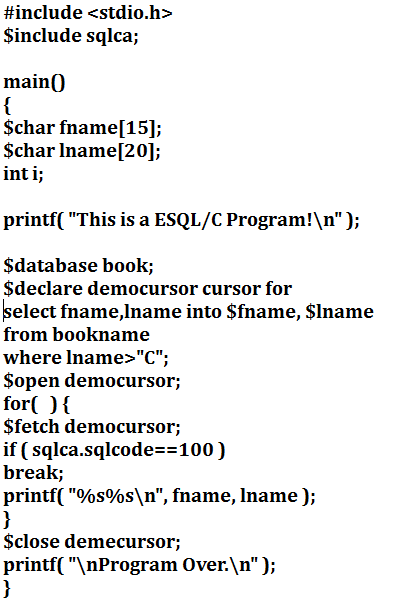 #include <stdio.h>
$include sqlca;
main()
{
$char fname[15];
$char lname[20];
int i;
printf( "This is a ESQL/C Program!\n" );
$database book;
$declare democursor cursor for
select fname,lname into $fname, $lname
from bookname
where lname>"C";
$open democursor;
for(  ) {
$fetch democursor;
if ( sqlca.sqlcode==100 )
break;
printf( "%s%s\n", fname, lname );
}
$close demecursor;
printf( "\nProgram Over.\n" );
}